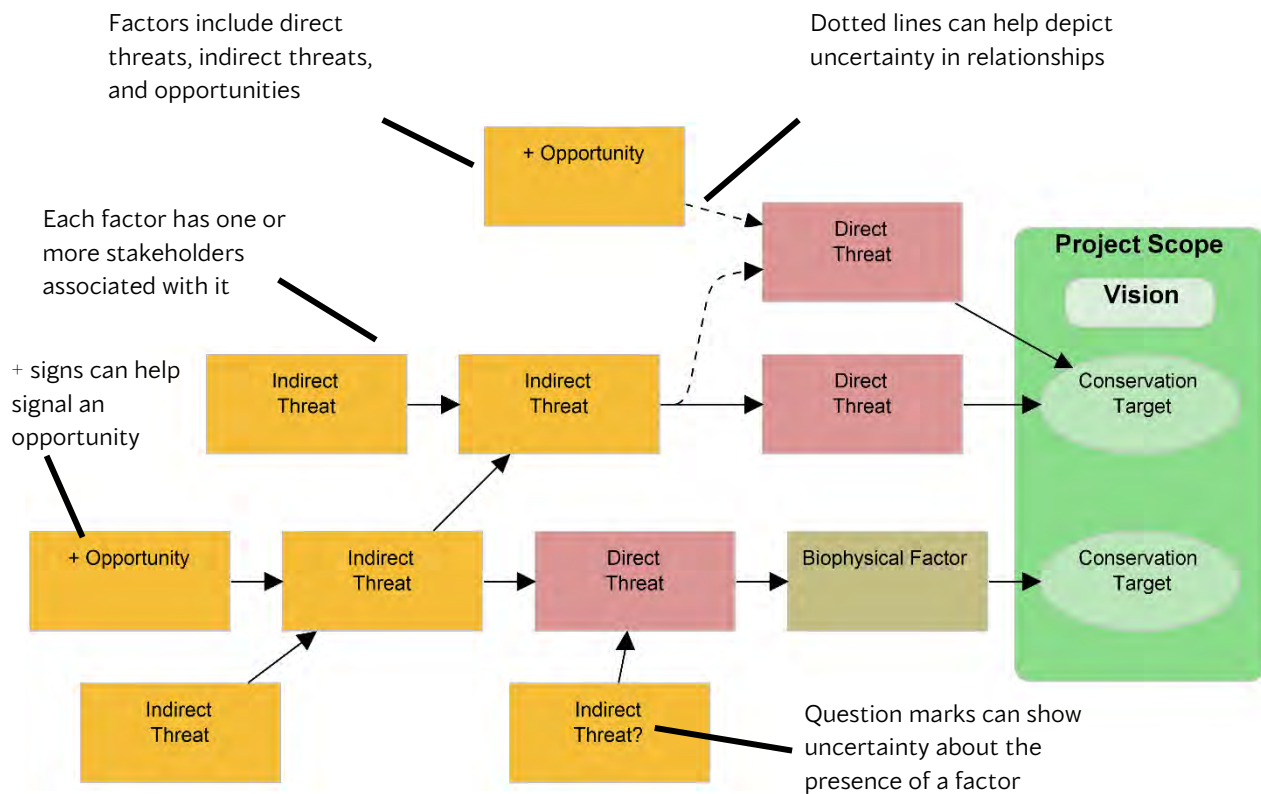 Factors include direct
threats, indirect threats,
and opportunities
Dotted lines can help depict
uncertainty in relationships
+ Opportunity
Each factor has one or
more stakeholders
associated with it
Direct
Threat
Project Scope
Vision
+ signs can help
signal an
opportunity
Indirect
Threat
Indirect
Threat
Direct
Threat
Conservation
Target
+ Opportunity
Indirect
Threat
Direct
Threat
Biophysical Factor
Conservation
Target
Indirect
Threat
Indirect
Threat?
Question marks can show
uncertainty about the
presence of a factor